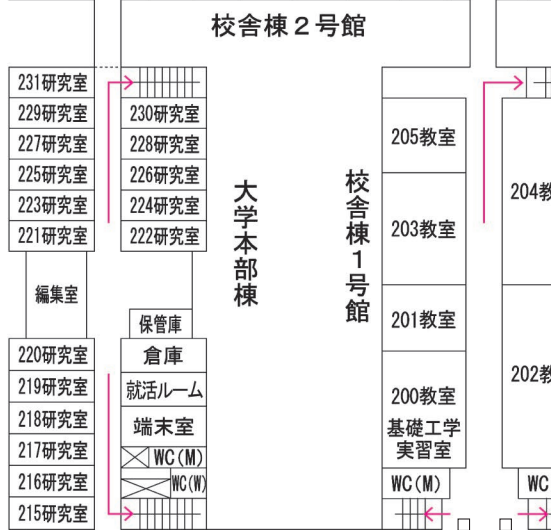 校舎棟2号館
231研究室
229研究室
227研究室
225研究室
223研究室
221研究室
編集室
220研究室
219研究室
218研究室
217研究室
216研究室
215研究室
230研究室
228研究室
226研究室
224研究室
222研究室
保管庫
倉庫
就活ルーム
端末室
WC(M)
WC(W)
大学本部棟
校舎棟1号館
205教室
203教室
201教室
200教室
基礎工学
実習室
WC(M)
204教
202教
WC